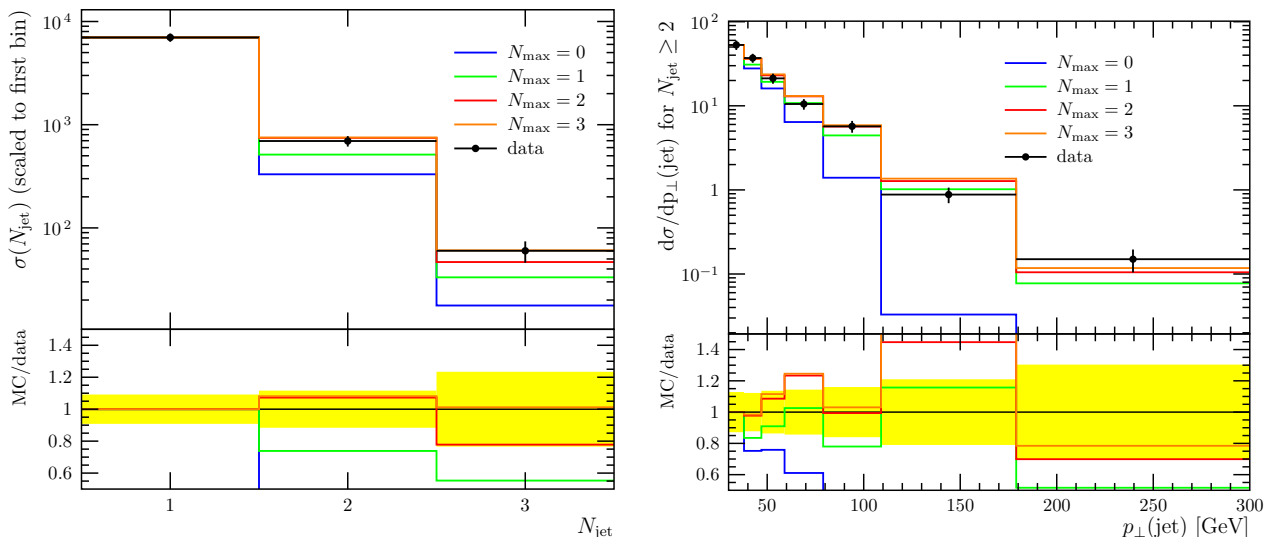 σ(N_jet) (scaled to first bin)
10^4
10^3
10^2
N_max = 0
N_max = 1
N_max = 2
N_max = 3
data
MC/data
1.4
1.2
1
0.8
0.6
1 2 3
N_jet
dσ/dp⊥(jet) for N_jet ≥ 2
10^2
10^1
1
10^−1
N_max = 0
N_max = 1
N_max = 2
N_max = 3
data
MC/data
1.4
1.2
1
0.8
0.6
50 100 150 200 250 300
p⊥(jet) [GeV]